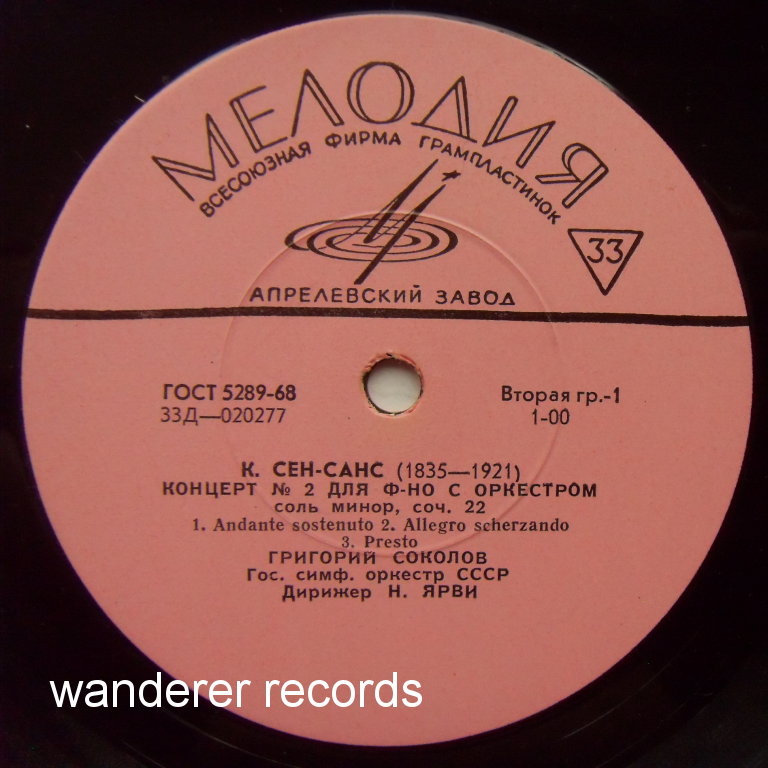 МЕЛОДИЯ
ВСЕСОЮЗНАЯ ФИРМА ГРАМПЛАСТИНОК
33
АПРЕЛЕВСКИЙ ЗАВОД
ГОСТ 5289-68
Вторая гр.-1
33Д—020277
1-00
К. СЕН-САНС (1835—1921)
КОНЦЕРТ № 2 ДЛЯ Ф-НО С ОРКЕСТРОМ
соль минор, соч. 22
1. Andante sostenuto 2. Allegro scherzando
3. Presto
ГРИГОРИЙ СОКОЛОВ
Гос. симф. оркестр СССР
Дирижер Н. ЯРВИ
wanderer records